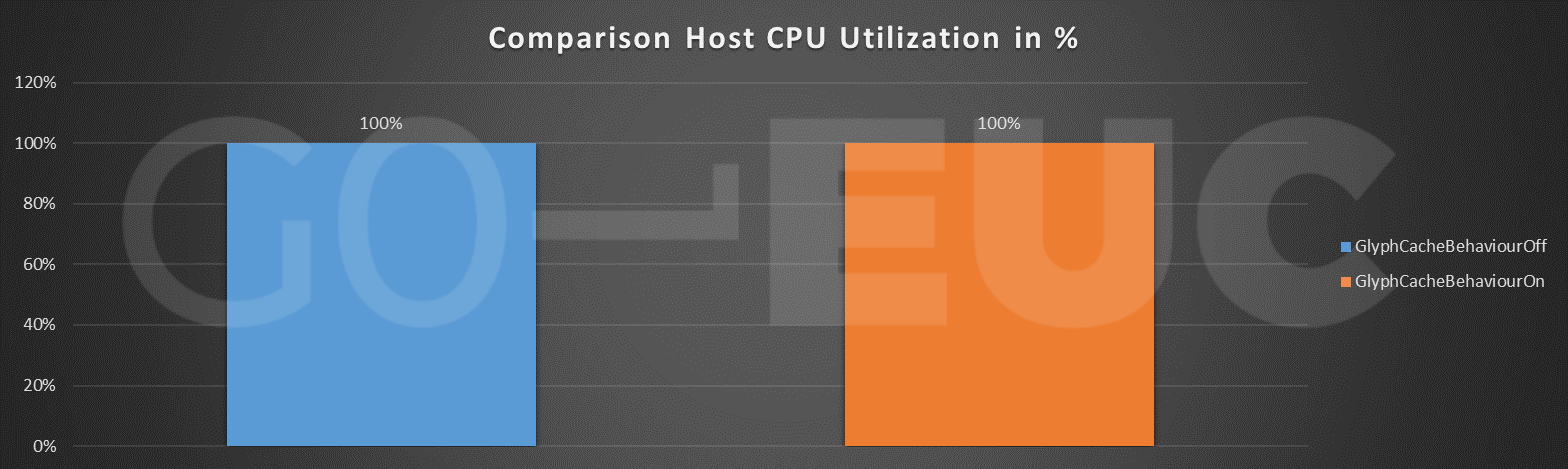 Comparison Host CPU Utilization in %
120%
100%
80%
60%
40%
20%
0%
100%
100%
GlyphCacheBehaviourOff
GlyphCacheBehaviourOn
GO-EUC